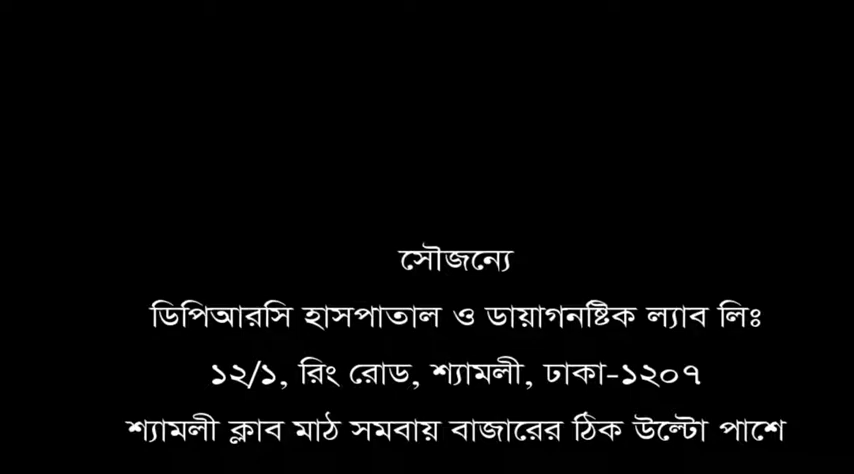 সৌজন্যে
ডিপিআরসি হাসপাতাল ও ডায়াগনষ্টিক ল্যাব লিঃ
১২/১, রিং রোড, শ্যামলী, ঢাকা-১২০৭
শ্যামলী ক্লাব মাঠ সমবায় বাজারের ঠিক উল্টো পাশে